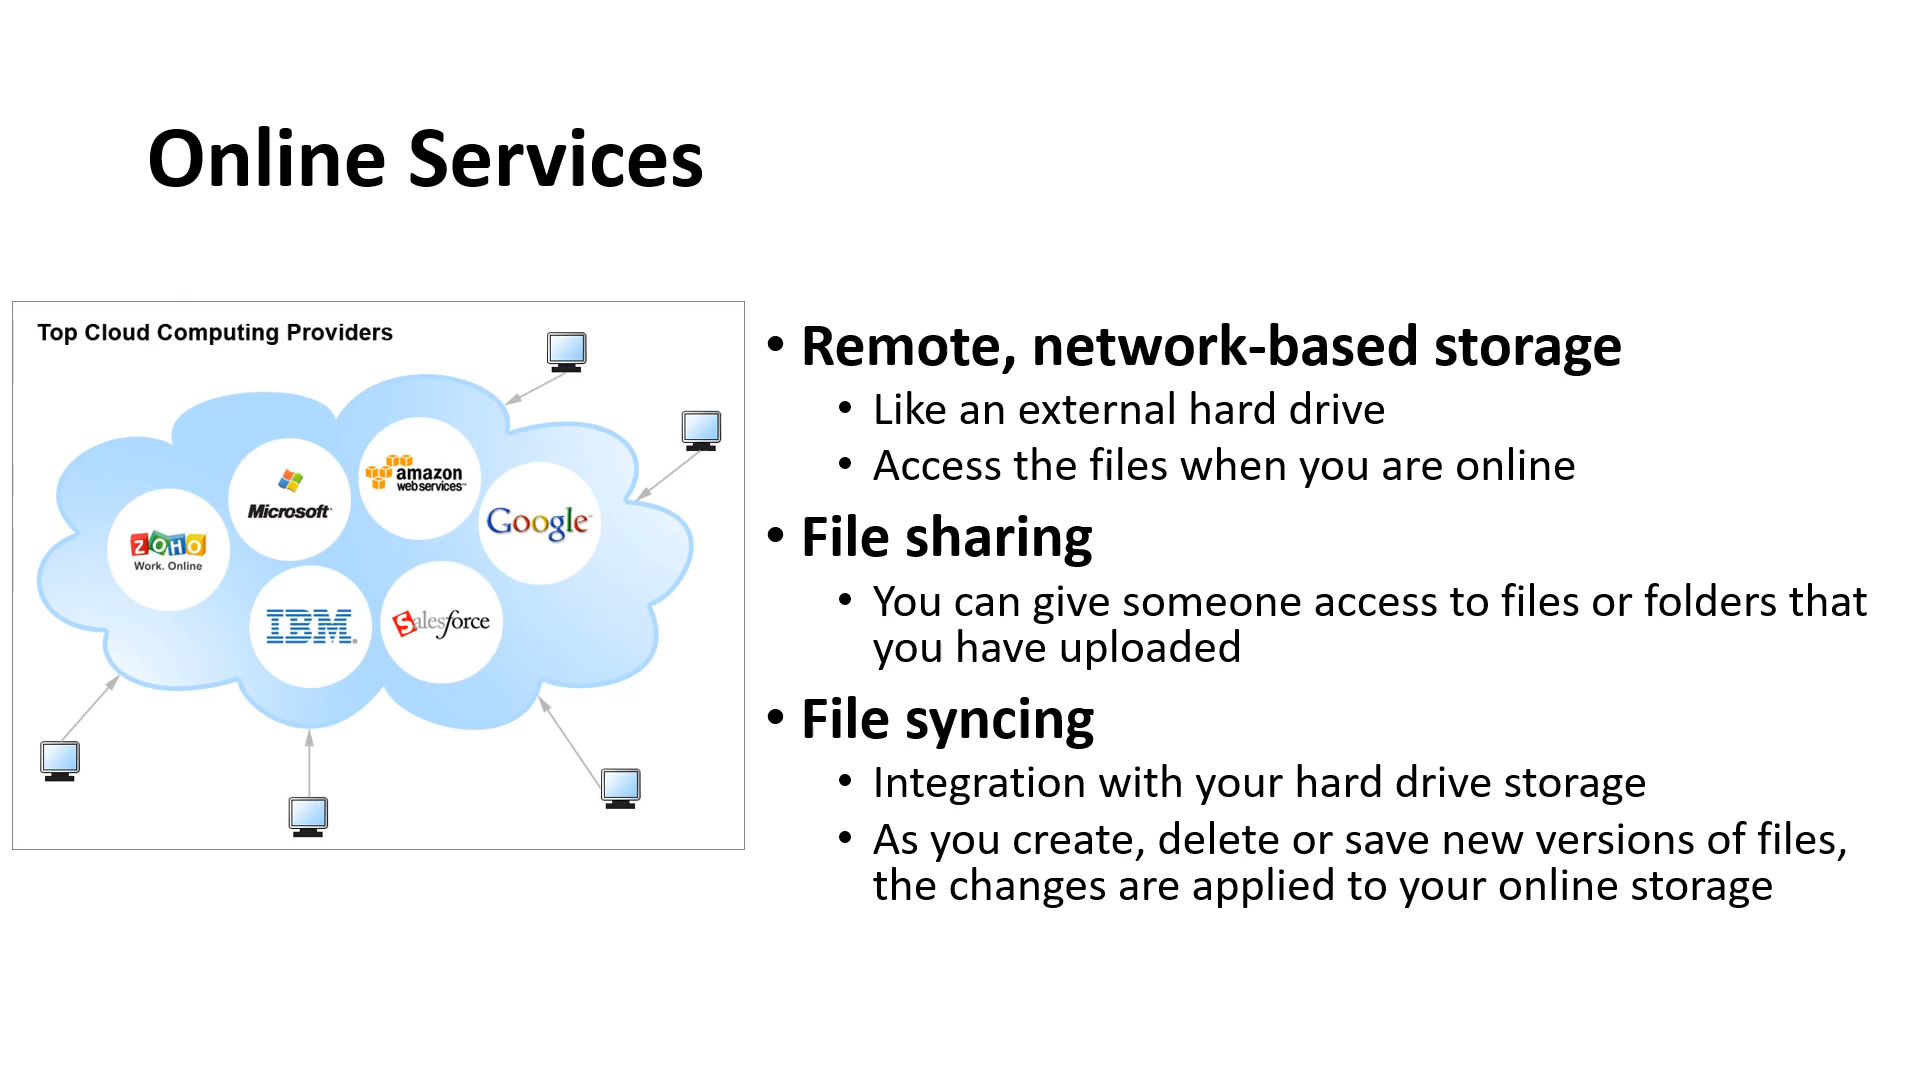 Online Services
Top Cloud Computing Providers
ZOHO
Work. Online
Microsoft
amazon
webservices™
Google™
IBM®
Salesforce
• Remote, network-based storage
• Like an external hard drive
• Access the files when you are online
• File sharing
• You can give someone access to files or folders that
you have uploaded
• File syncing
• Integration with your hard drive storage
• As you create, delete or save new versions of files,
the changes are applied to your online storage